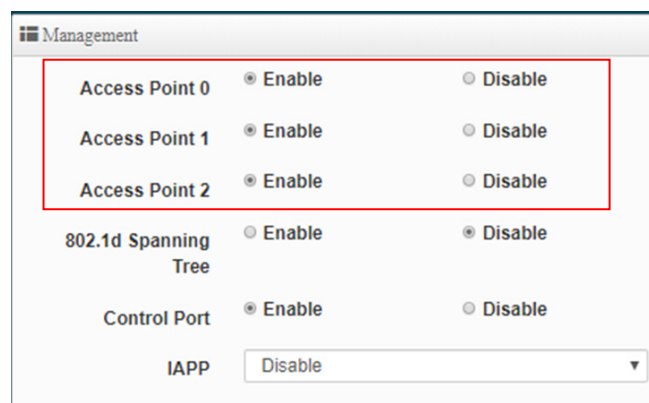 Management
Access Point 0 Enable Disable
Access Point 1 Enable Disable
Access Point 2 Enable Disable
802.1d Spanning Tree Enable Disable
Control Port Enable Disable
IAPP Disable